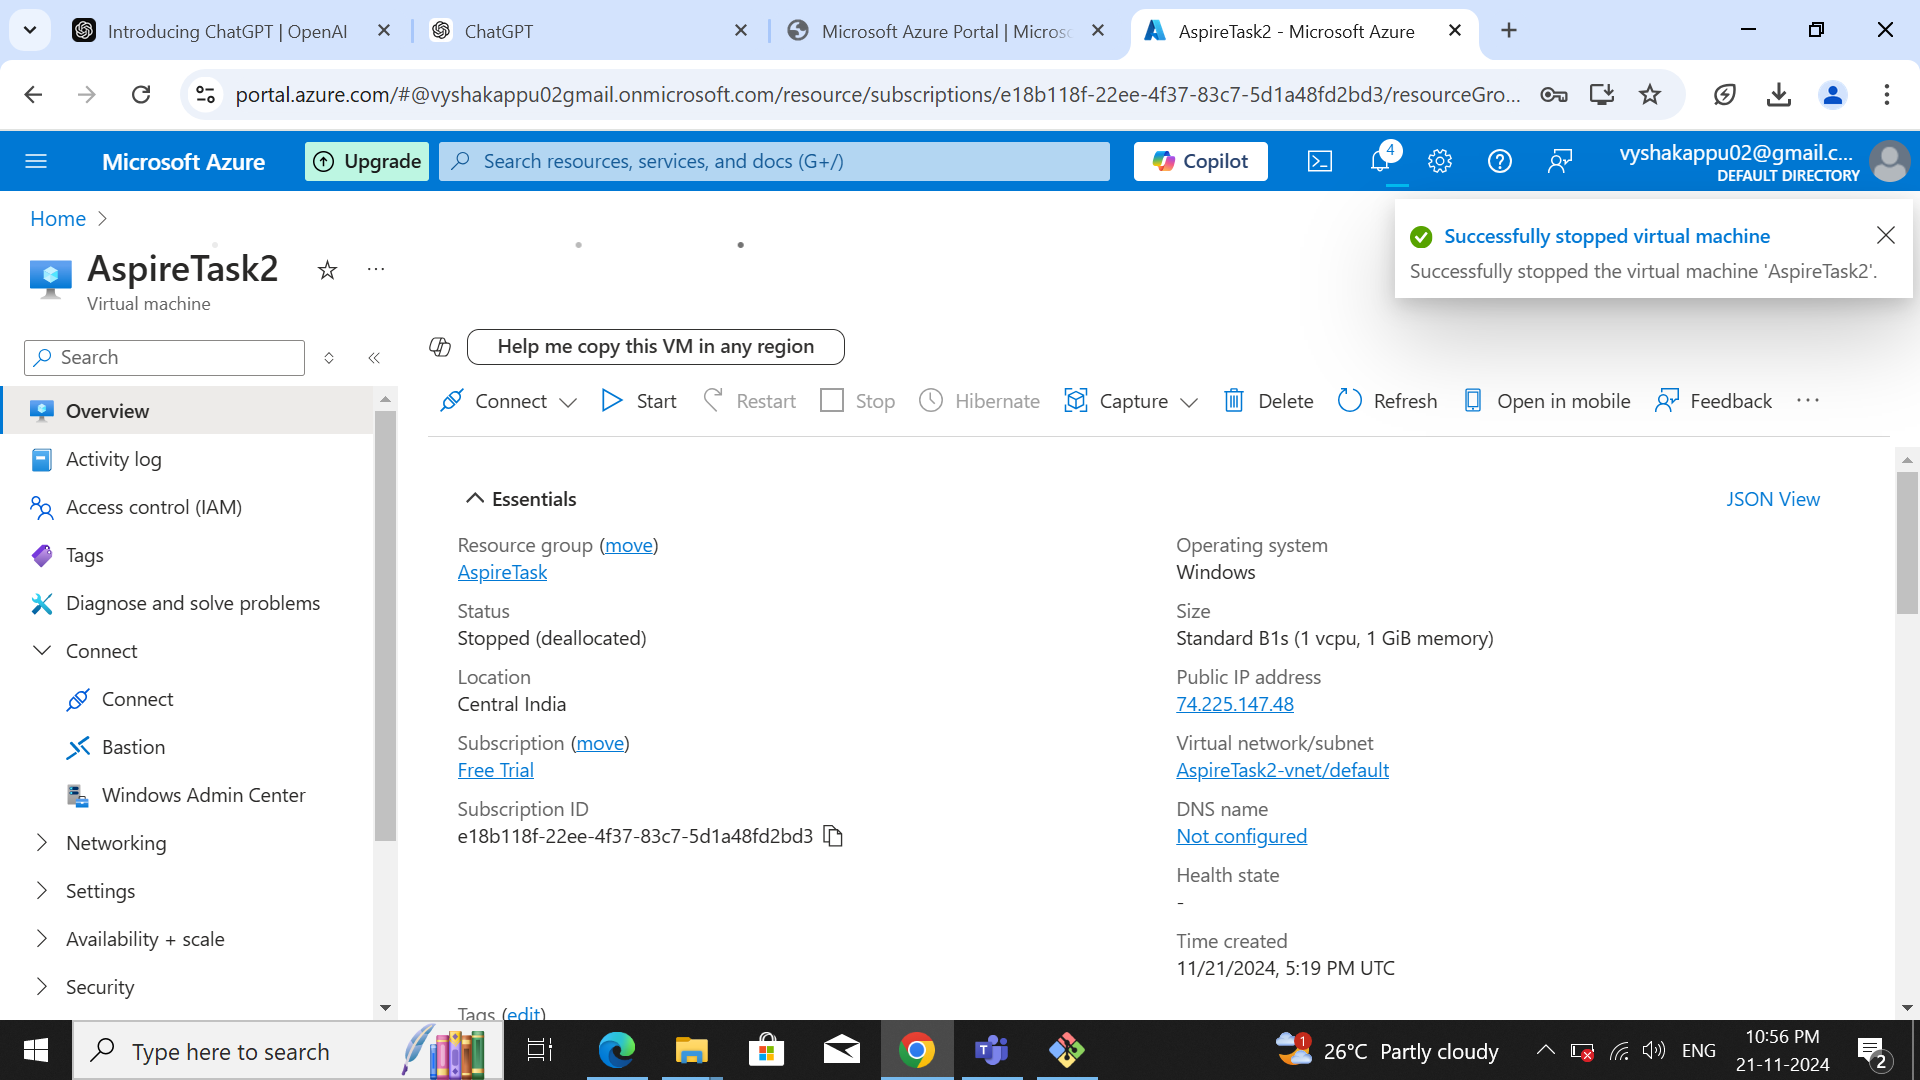 Introducing ChatGPT | OpenAI
ChatGPT
Microsoft Azure Portal | Micros
AspireTask2 - Microsoft Azure
portal.azure.com/#@vyshakappu02gmail.onmicrosoft.com/resource/subscriptions/e18b118f-22ee-4f37-83c7-5d1a48fd2bd3/resourceGro...
Microsoft Azure
Upgrade
Search resources, services, and docs (G+/)
Copilot
4
vyshakappu02@gmail.c...
DEFAULT DIRECTORY
Home
Successfully stopped virtual machine
Successfully stopped the virtual machine 'AspireTask2'.
AspireTask2
Virtual machine
Search
Help me copy this VM in any region
Connect
Start
Restart
Stop
Hibernate
Capture
Delete
Refresh
Open in mobile
Feedback
Overview
Activity log
Access control (IAM)
Tags
Diagnose and solve problems
Connect
Connect
Bastion
Windows Admin Center
Networking
Settings
Availability + scale
Security
Essentials
JSON View
Resource group (move)
AspireTask
Status
Stopped (deallocated)
Location
Central India
Subscription (move)
Free Trial
Subscription ID
e18b118f-22ee-4f37-83c7-5d1a48fd2bd3
Operating system
Windows
Size
Standard B1s (1 vcpu, 1 GiB memory)
Public IP address
74.225.147.48
Virtual network/subnet
AspireTask2-vnet/default
DNS name
Not configured
Health state
-
Time created
11/21/2024, 5:19 PM UTC
Tags (edit)
Type here to search
1
26°C Partly cloudy
ENG
10:56 PM
21-11-2024
2